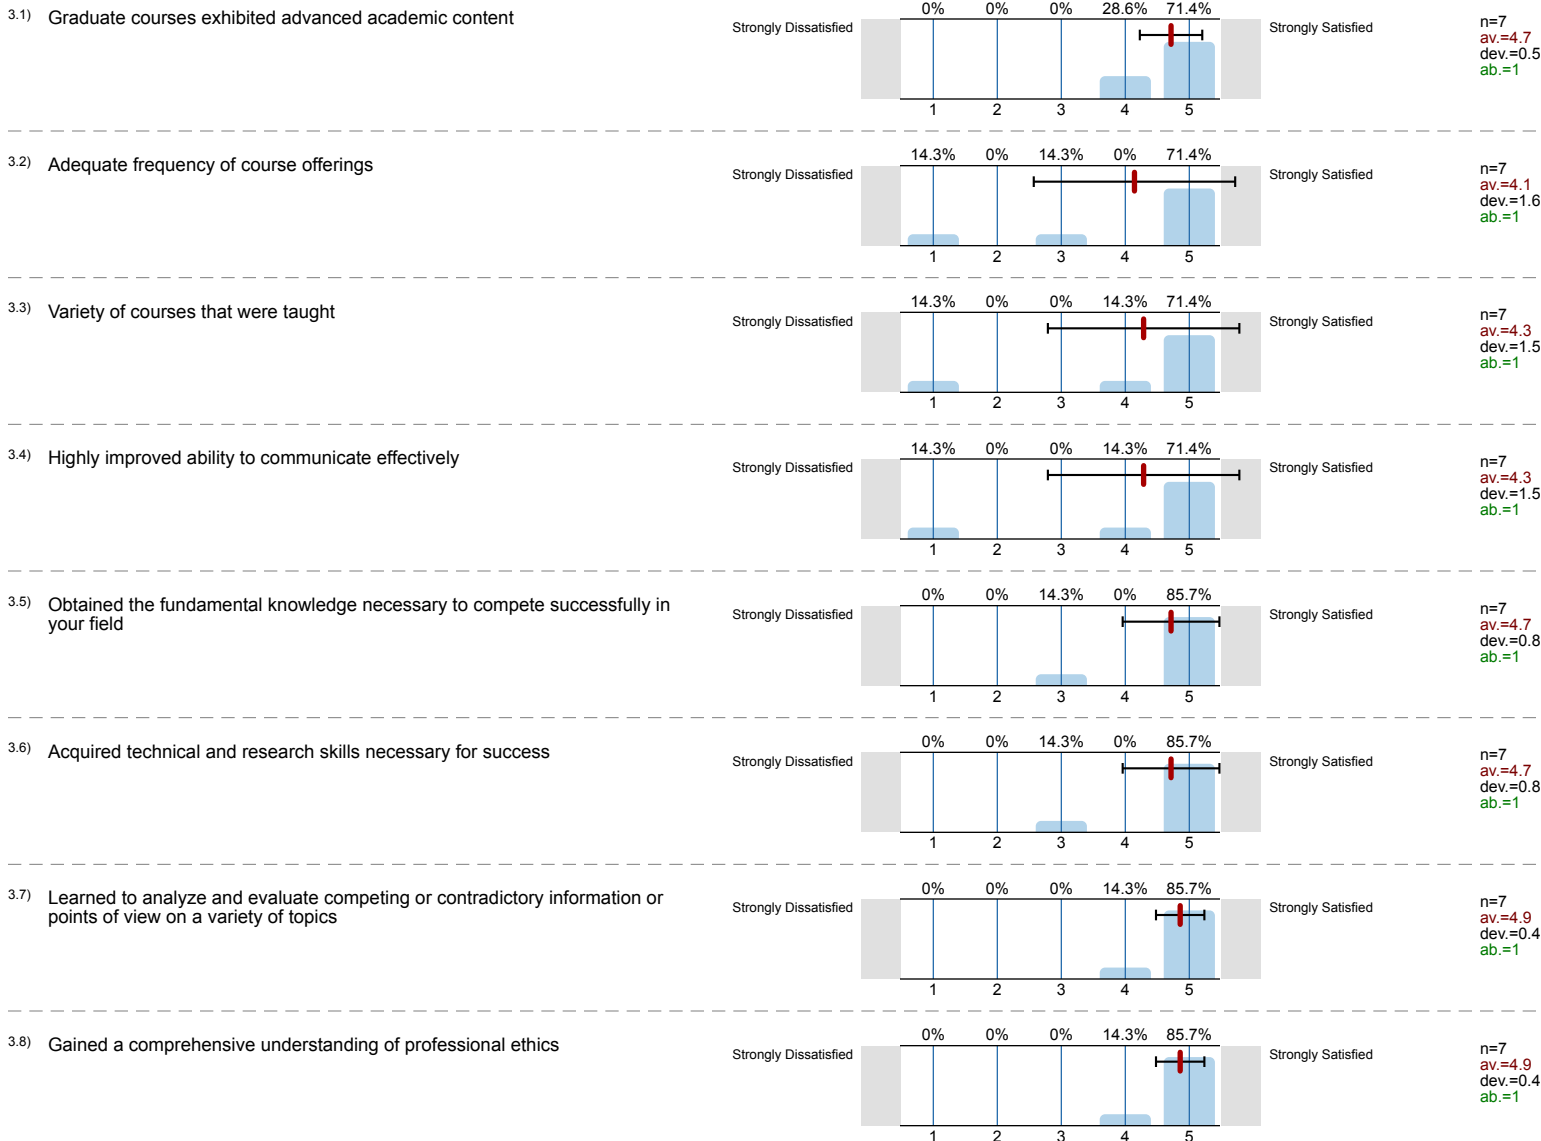 3.1) Graduate courses exhibited advanced academic content
0% 0% 0% 28.6% 71.4%
Strongly Dissatisfied Strongly Satisfied
n=7
av.=4.7
dev.=0.5
ab.=1
1 2 3 4 5
3.2) Adequate frequency of course offerings
14.3% 0% 14.3% 0% 71.4%
Strongly Dissatisfied Strongly Satisfied
n=7
av.=4.1
dev.=1.6
ab.=1
1 2 3 4 5
3.3) Variety of courses that were taught
14.3% 0% 0% 14.3% 71.4%
Strongly Dissatisfied Strongly Satisfied
n=7
av.=4.3
dev.=1.5
ab.=1
1 2 3 4 5
3.4) Highly improved ability to communicate effectively
14.3% 0% 0% 14.3% 71.4%
Strongly Dissatisfied Strongly Satisfied
n=7
av.=4.3
dev.=1.5
ab.=1
1 2 3 4 5
3.5) Obtained the fundamental knowledge necessary to compete successfully in
your field
0% 0% 14.3% 0% 85.7%
Strongly Dissatisfied Strongly Satisfied
n=7
av.=4.7
dev.=0.8
ab.=1
1 2 3 4 5
3.6) Acquired technical and research skills necessary for success
0% 0% 14.3% 0% 85.7%
Strongly Dissatisfied Strongly Satisfied
n=7
av.=4.7
dev.=0.8
ab.=1
1 2 3 4 5
3.7) Learned to analyze and evaluate competing or contradictory information or
points of view on a variety of topics
0% 0% 0% 14.3% 85.7%
Strongly Dissatisfied Strongly Satisfied
n=7
av.=4.9
dev.=0.4
ab.=1
1 2 3 4 5
3.8) Gained a comprehensive understanding of professional ethics
0% 0% 0% 14.3% 85.7%
Strongly Dissatisfied Strongly Satisfied
n=7
av.=4.9
dev.=0.4
ab.=1
1 2 3 4 5